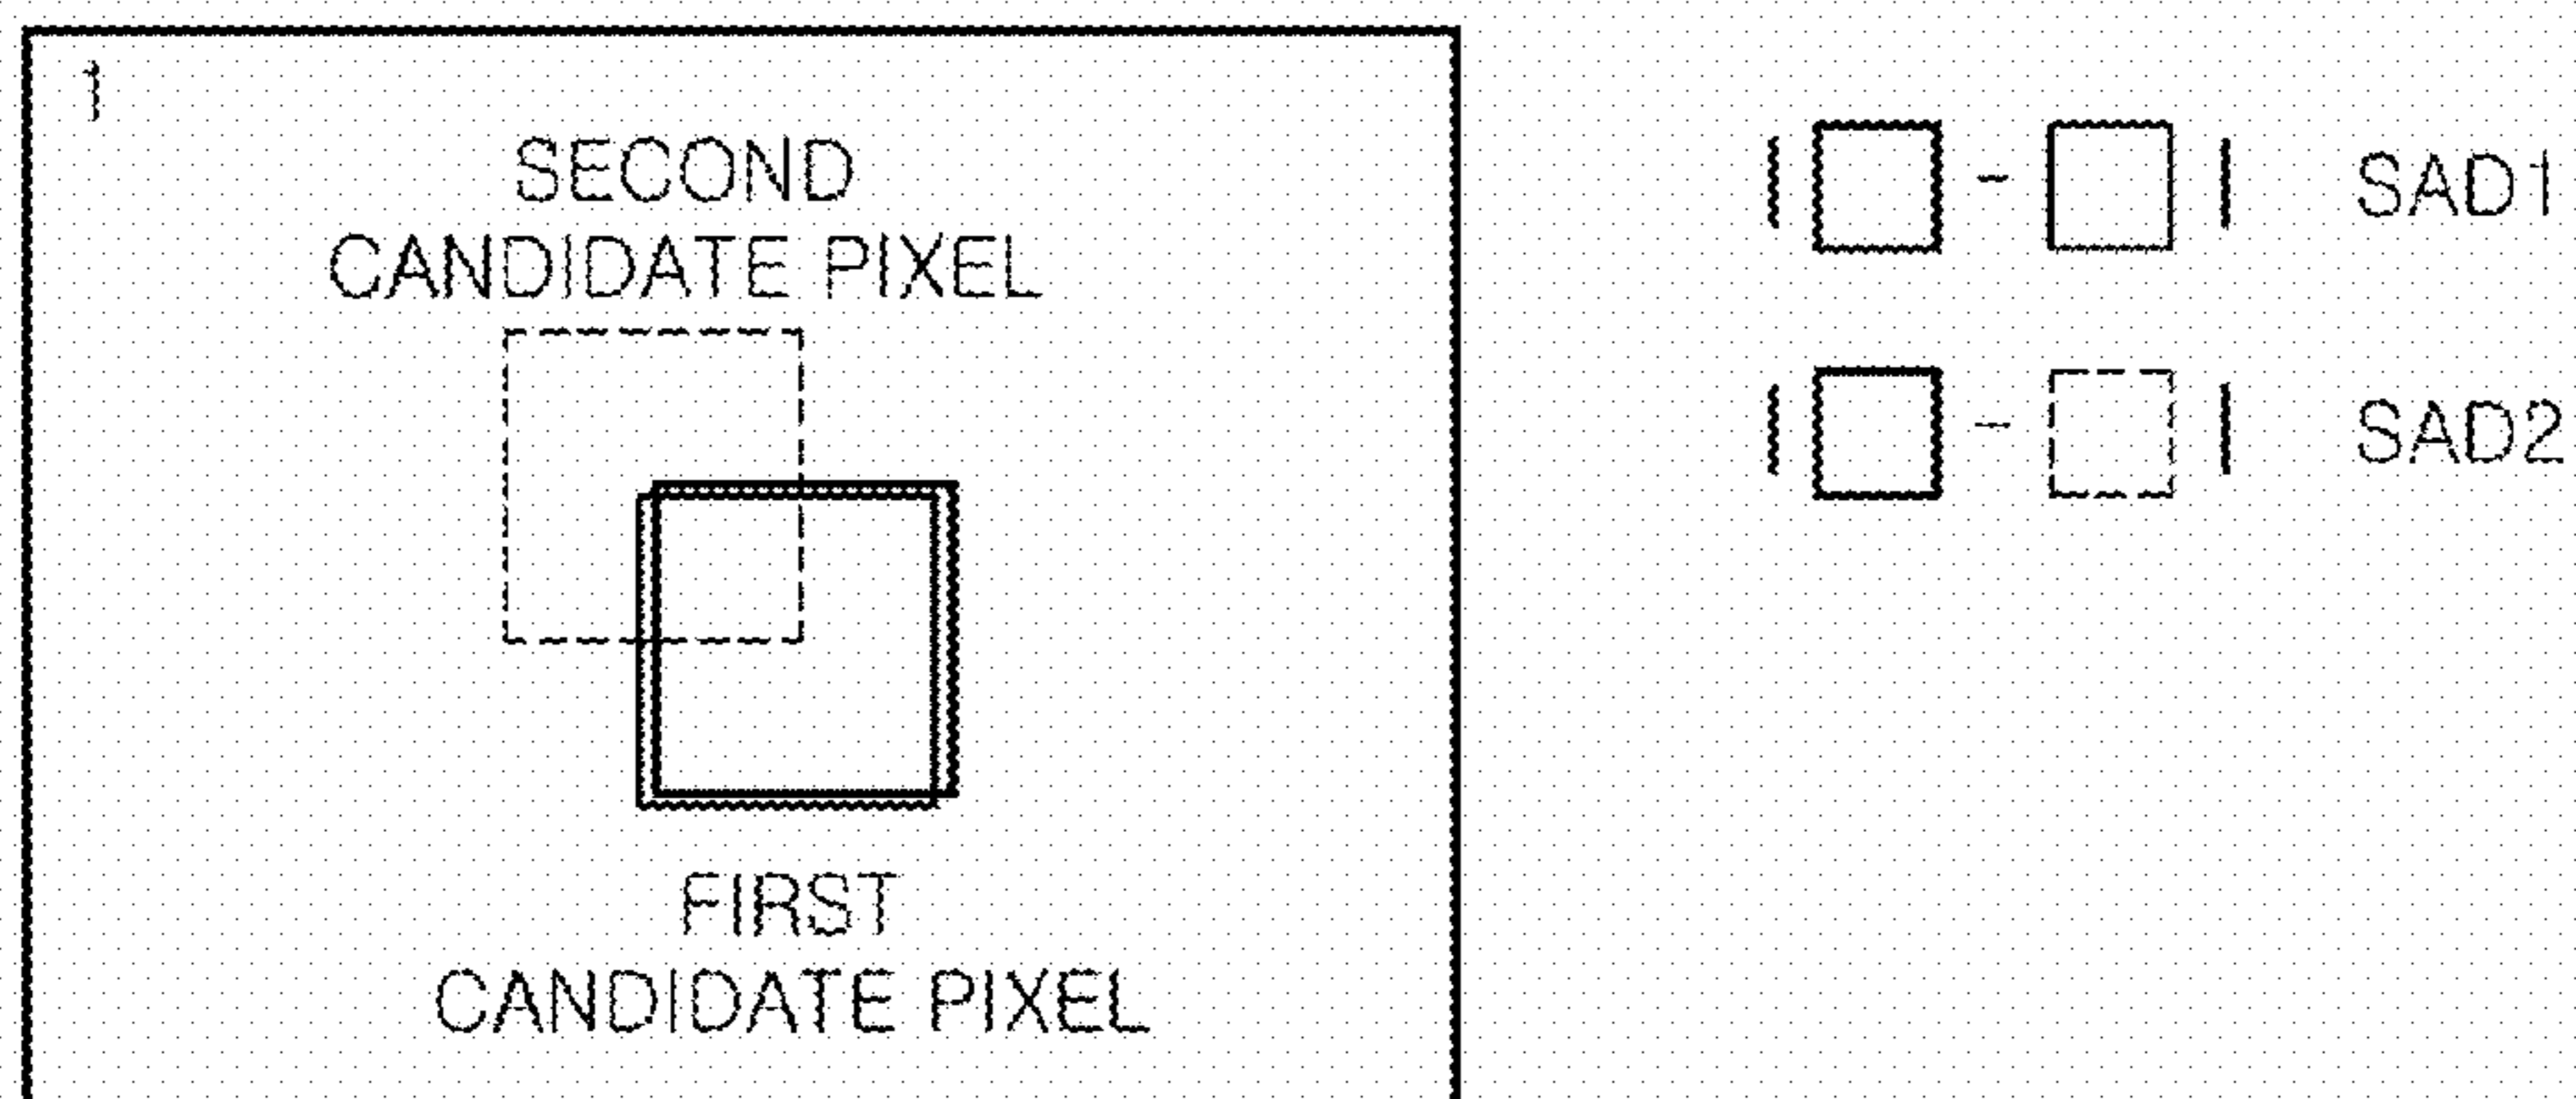 1
SECOND
CANDIDATE PIXEL
FIRST
CANDIDATE PIXEL
| - | SAD1
| - | SAD2